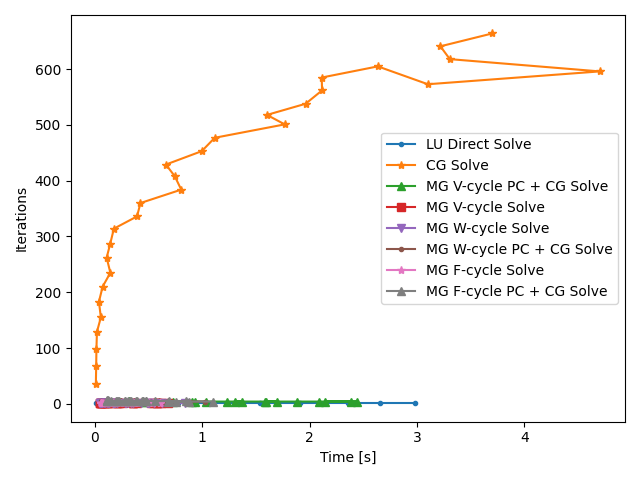 600
500
400
300
200
100
0
Iterations
0
1
2
3
4
Time [s]
LU Direct Solve
CG Solve
MG V-cycle PC + CG Solve
MG V-cycle Solve
MG W-cycle Solve
MG W-cycle PC + CG Solve
MG F-cycle Solve
MG F-cycle PC + CG Solve